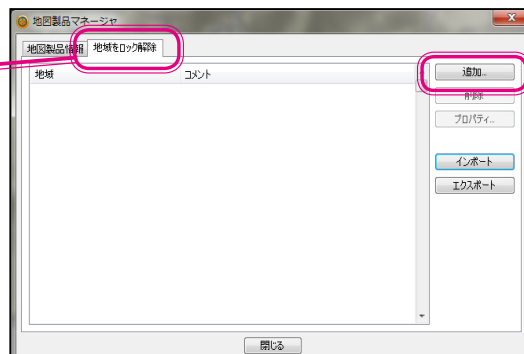 地図製品マネージャ
地図製品情報
地域をロック解除
地域
コメント
追加...
削除
プロパティ...
インポート
エクスポート
閉じる